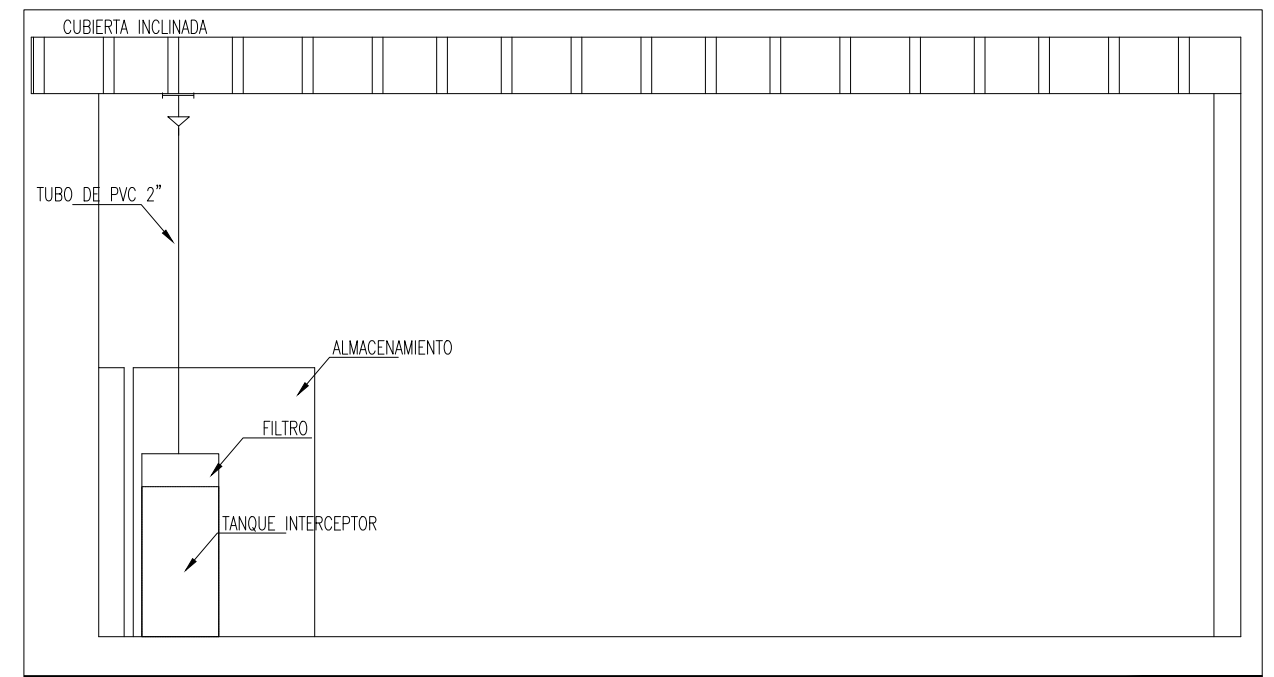 CUBIERTA INCLINADA
TUBO DE PVC 2”
ALMACENAMIENTO
FILTRO
TANQUE INTERCEPTOR